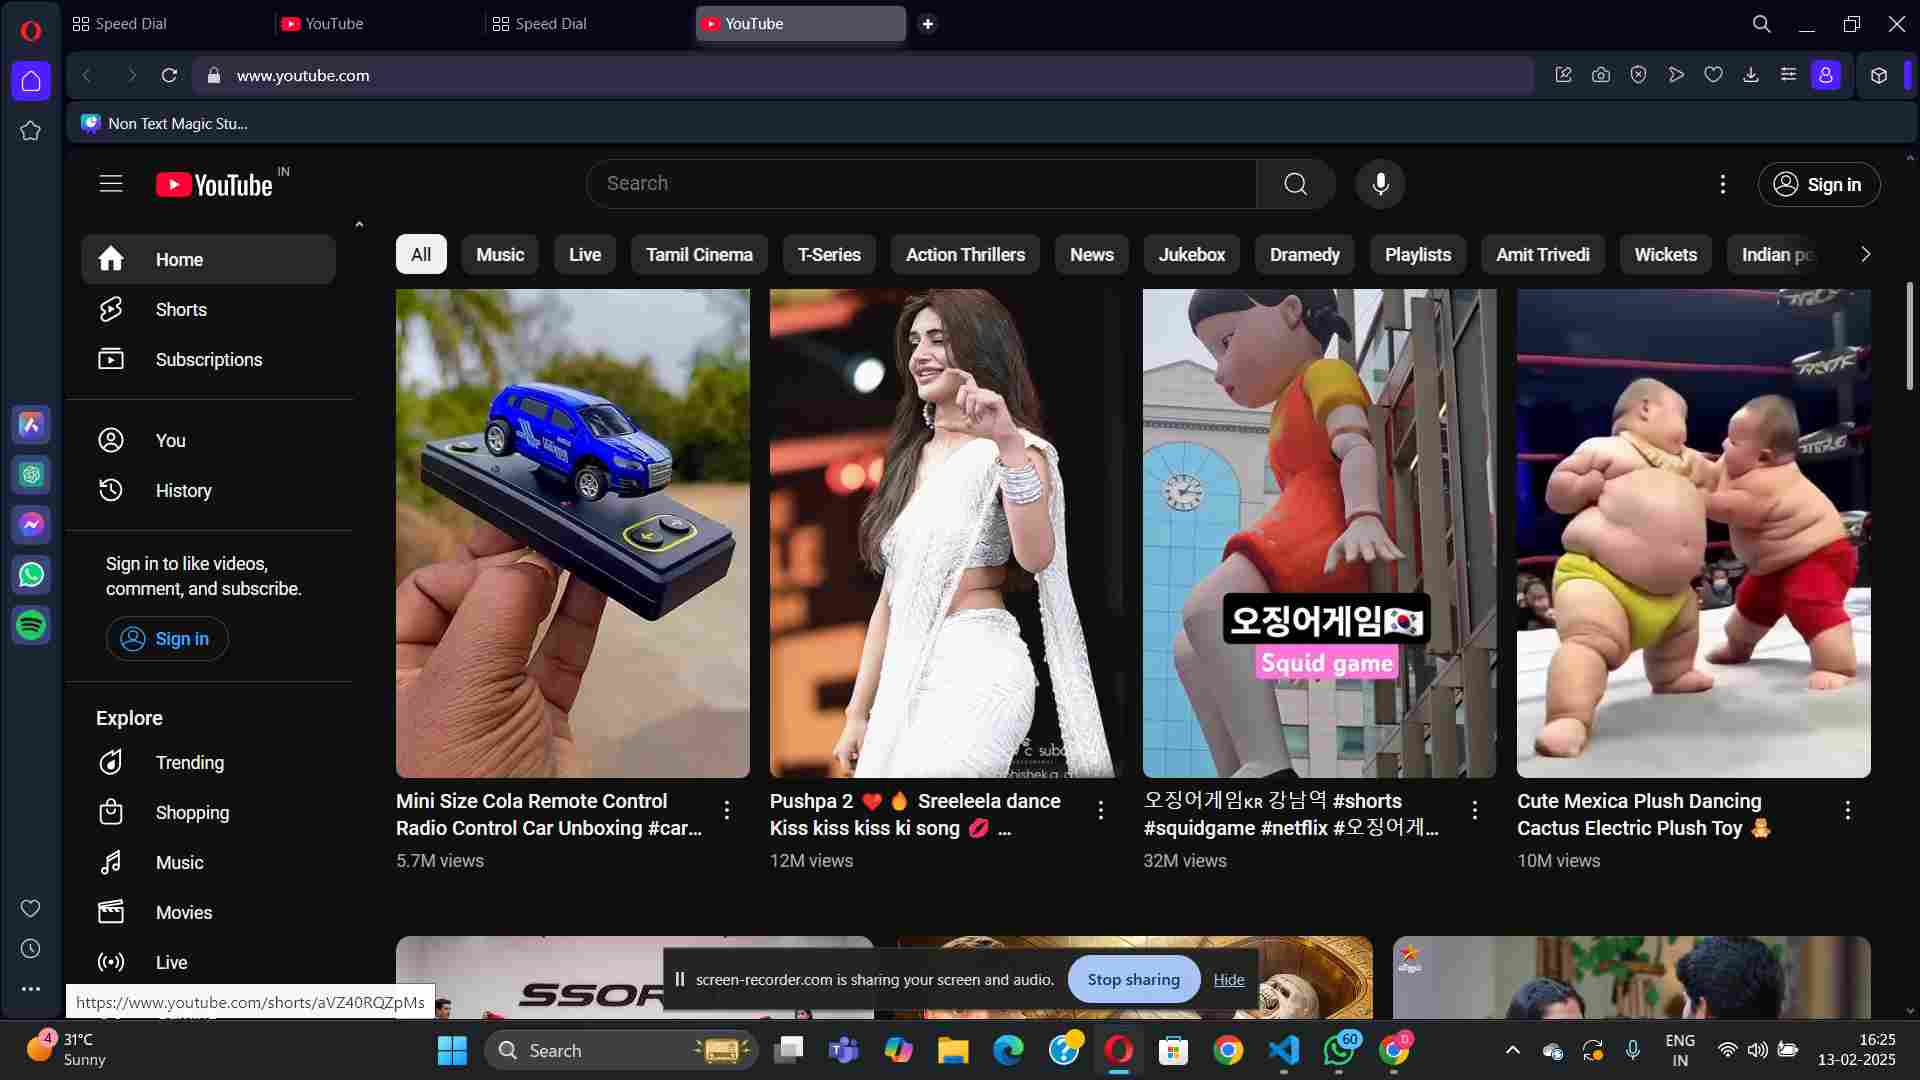 Speed Dial
YouTube
Speed Dial
YouTube
www.youtube.com
Non Text Magic Stu...
YouTube IN
Search
Sign in
Home
Shorts
Subscriptions
You
History
Sign in to like videos,
comment, and subscribe.
Sign in
Explore
Trending
Shopping
Music
Movies
Live
All
Music
Live
Tamil Cinema
T-Series
Action Thrillers
News
Jukebox
Dramedy
Playlists
Amit Trivedi
Wickets
Indian
오징어게임🇰🇷
Squid game
Mini Size Cola Remote Control
Radio Control Car Unboxing #car...
5.7M views
Pushpa 2 ❤️ 🔥 Sreeleela dance
Kiss kiss kiss ki song 💋 ...
12M views
오징어게임ᴋʀ 강남역 #shorts
#squidgame #netflix #오징어게...
32M views
Cute Mexica Plush Dancing
Cactus Electric Plush Toy 🧸
10M views
screen-recorder.com is sharing your screen and audio.
Stop sharing
Hide
https://www.youtube.com/shorts/aVZ40RQZpMs
4
31°C
Sunny
Search
60
ENG
IN
16:25
13-02-2025